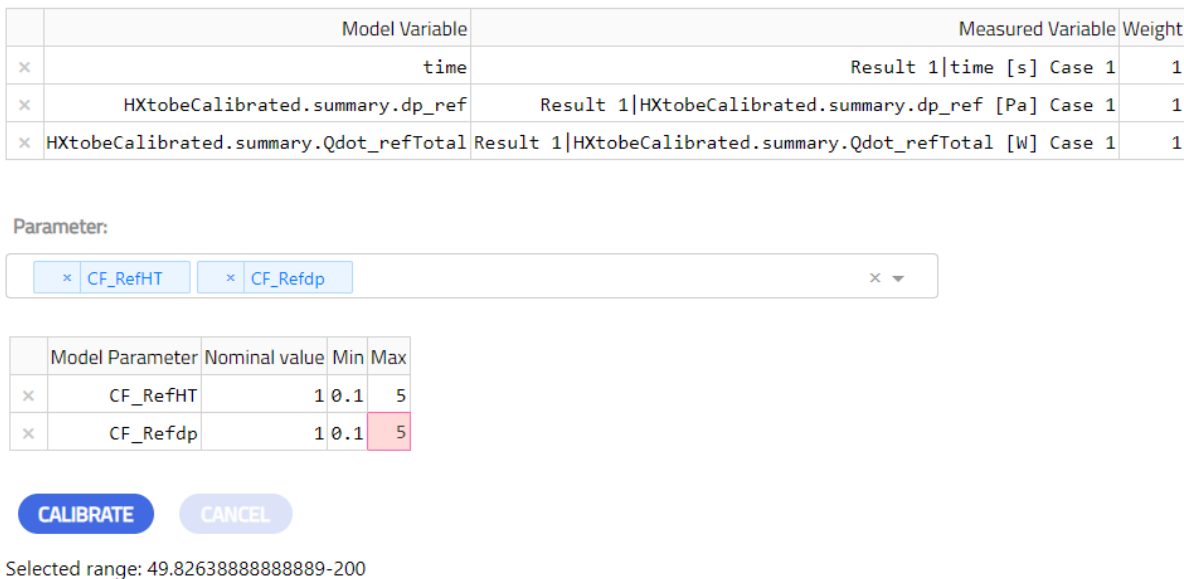 Model Variable Measured Variable Weight
× time Result 1|time [s] Case 1 1
× HXtobeCalibrated.summary.dp_ref Result 1|HXtobeCalibrated.summary.dp_ref [Pa] Case 1 1
× HXtobeCalibrated.summary.Qdot_refTotal Result 1|HXtobeCalibrated.summary.Qdot_refTotal [W] Case 1 1
Parameter:
× CF_RefHT × CF_Refdp ×
Model Parameter Nominal value Min Max
× CF_RefHT 1 0.1 5
× CF_Refdp 1 0.1 5
CALIBRATE CANCEL
Selected range: 49.82638888888889-200